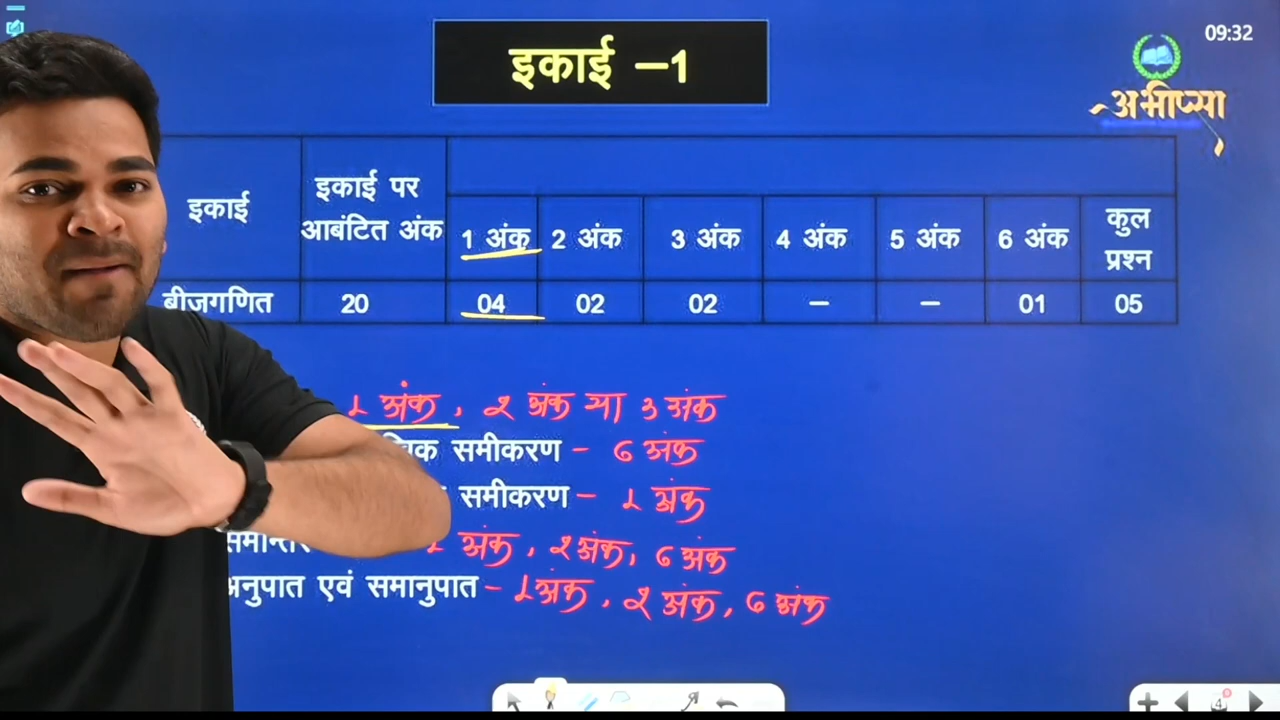 इकाई –1
09:32
अभीप्सा
इकाई
इकाई पर
आबंटित अंक
1 अंक
2 अंक
3 अंक
4 अंक
5 अंक
6 अंक
कुल
प्रश्न
बीजगणित
20
04
02
02
–
–
01
05
1 अंक, 2 अंक या 3 अंक
समीकरण – 6 अंक
समीकरण – 1 अंक
अंक, 2 अंक, 6 अंक
अनुपात एवं समानुपात – 1 अंक, 2 अंक, 6 अंक
4